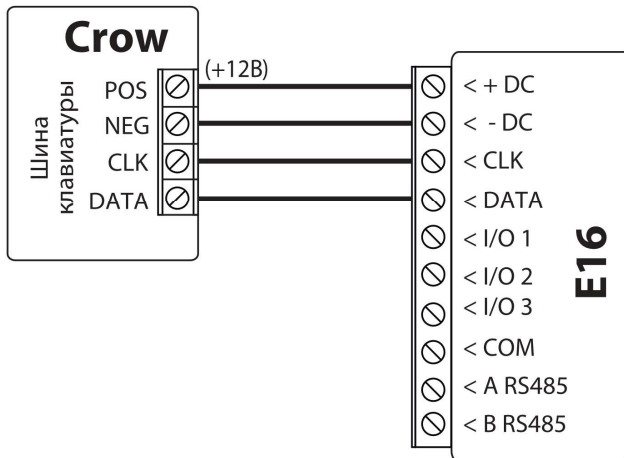 Crow
Шина
клавиатуры
POS
NEG
CLK
DATA
(+12В)
< + DC
< - DC
< CLK
< DATA
< I/O 1
< I/O 2
< I/O 3
< COM
< A RS485
< B RS485
E16